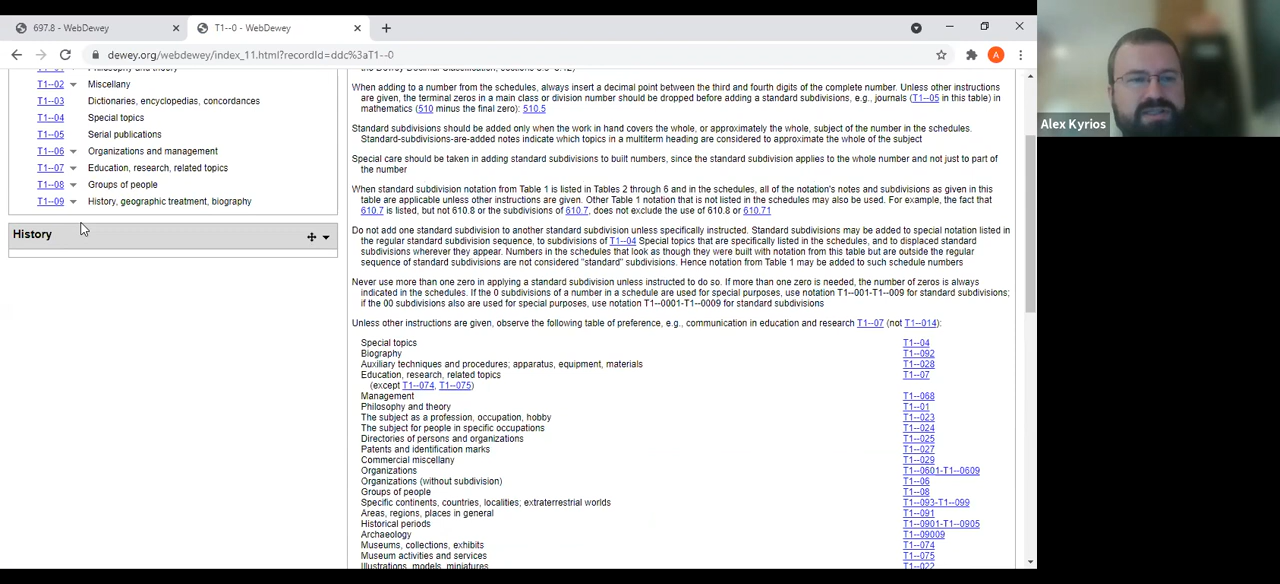 697.8 - WebDewey
T1--0 - WebDewey
dewey.org/webdewey/index_11.html?recordId=ddc%3aT1--0
A
Alex Kyrios
T1--01 Philosophy and theory
T1--02 Miscellany
T1--03 Dictionaries, encyclopedias, concordances
T1--04 Special topics
T1--05 Serial publications
T1--06 Organizations and management
T1--07 Education, research, related topics
T1--08 Groups of people
T1--09 History, geographic treatment, biography
History
the Dewey Decimal Classification, sections
When adding to a number from the schedules, always insert a decimal point between the third and fourth digits of the complete number. Unless other instructions
are given, the terminal zeros in a main class or division number should be dropped before adding a standard subdivisions, e.g., journals (T1--05 in this table) in
mathematics (510 minus the final zero): 510.5
Standard subdivisions should be added only when the work in hand covers the whole, or approximately the whole, subject of the number in the schedules.
Standard-subdivisions-are-added notes indicate which topics in a multiterm heading are considered to approximate the whole of the subject
Special care should be taken in adding standard subdivisions to built numbers, since the standard subdivision applies to the whole number and not just to part of
the number
When standard subdivision notation from Table 1 is listed in Tables 2 through 6 and in the schedules, all of the notation's notes and subdivisions as given in this
table are applicable unless other instructions are given. Other Table 1 notation that is not listed in the schedules may also be used. For example, the fact that
610.7 is listed, but not 610.8 or the subdivisions of 610.7, does not exclude the use of 610.8 or 610.71
Do not add one standard subdivision to another standard subdivision unless specifically instructed. Standard subdivisions may be added to special notation listed in
the regular standard subdivision sequence, to subdivisions of T1--04 Special topics that are specifically listed in the schedules, and to displaced standard
subdivisions wherever they appear. Numbers in the schedules that look as though they were built with notation from this table but are outside the regular
sequence of standard subdivisions are not considered "standard" subdivisions. Hence notation from Table 1 may be added to such schedule numbers
Never use more than one zero in applying a standard subdivision unless instructed to do so. If more than one zero is needed, the number of zeros is always
indicated in the schedules. If the 0 subdivisions of a number in a schedule are used for special purposes, use notation T1--001-T1--009 for standard subdivisions;
if the 00 subdivisions also are used for special purposes, use notation T1--0001-T1--0009 for standard subdivisions
Unless other instructions are given, observe the following table of preference, e.g., communication in education and research T1--07 (not T1--014):
Special topics T1--04
Biography T1--092
Auxiliary techniques and procedures; apparatus, equipment, materials T1--028
Education, research, related topics T1--07
(except T1--074, T1--075)
Management T1--068
Philosophy and theory T1--01
The subject as a profession, occupation, hobby T1--023
The subject for people in specific occupations T1--024
Directories of persons and organizations T1--025
Patents and identification marks T1--027
Commercial miscellany T1--029
Organizations T1--0601-T1--0609
Organizations (without subdivision) T1--06
Groups of people T1--08
Specific continents, countries, localities; extraterrestrial worlds T1--093-T1--099
Areas, regions, places in general T1--091
Historical periods T1--0901-T1--0905
Archaeology T1--09009
Museums, collections, exhibits T1--074
Museum activities and services T1--075
Illustrations, models, miniatures T1--022